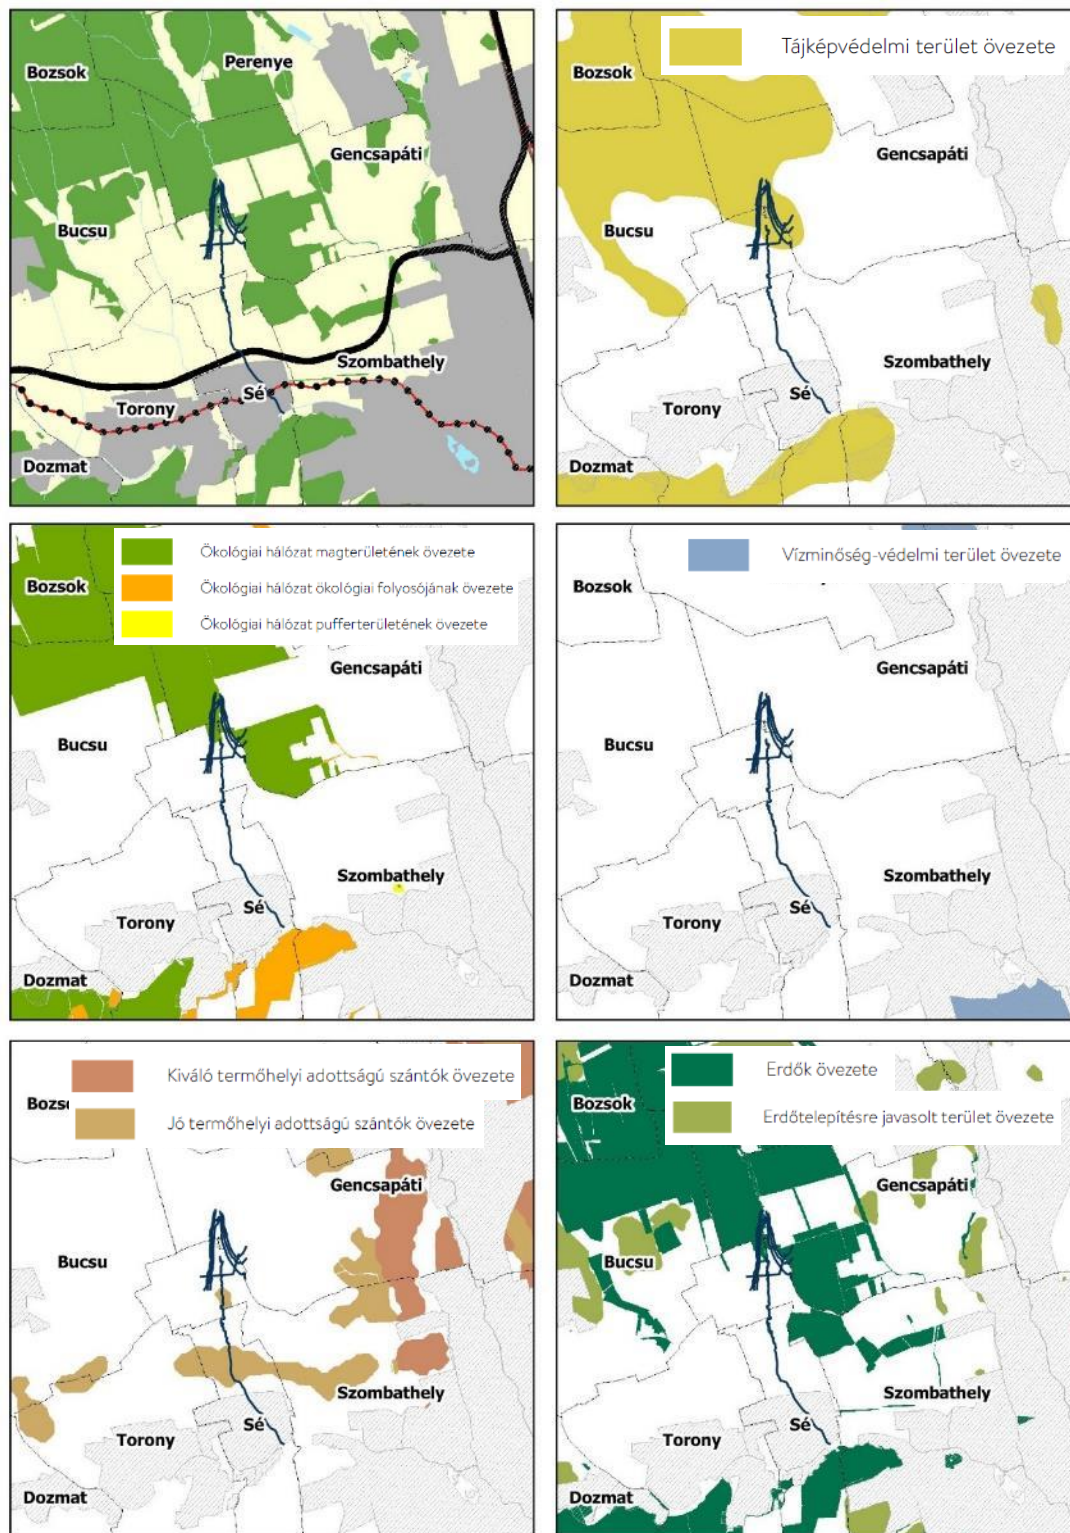 Bozsok
Perenye
Gencsapáti
Bucsu
Szombathely
Sé
Torony
Dozmat
Tájképvédelmi terület övezete
Bozsok
Gencsapáti
Bucsu
Szombathely
Sé
Torony
Dozmat
Ökológiai hálózat magterületének övezete
Ökológiai hálózat ökológiai folyosójának övezete
Ökológiai hálózat pufferterületének övezete
Bozsok
Gencsapáti
Bucsu
Szombathely
Sé
Torony
Dozmat
Vízminőség-védelmi terület övezete
Bozsok
Gencsapáti
Bucsu
Szombathely
Sé
Torony
Dozmat
Kiváló termőhelyi adottságú szántók övezete
Jó termőhelyi adottságú szántók övezete
Bozs
Gencsapáti
Bucsu
Szombathely
Sé
Torony
Dozmat
Erdők övezete
Erdőtelepítésre javasolt terület övezete
Bozsok
Gencsapáti
Bucsu
Szombathely
Sé
Torony
Dozmat